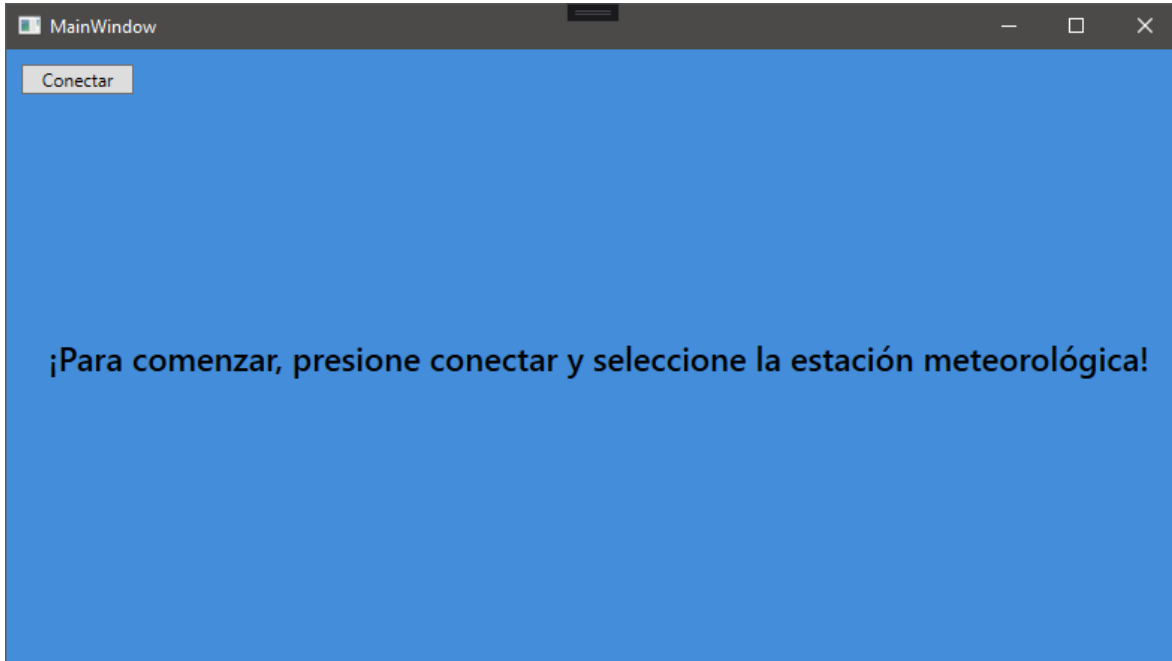 MainWindow
Conectar
¡Para comenzar, presione conectar y seleccione la estación meteorológica!